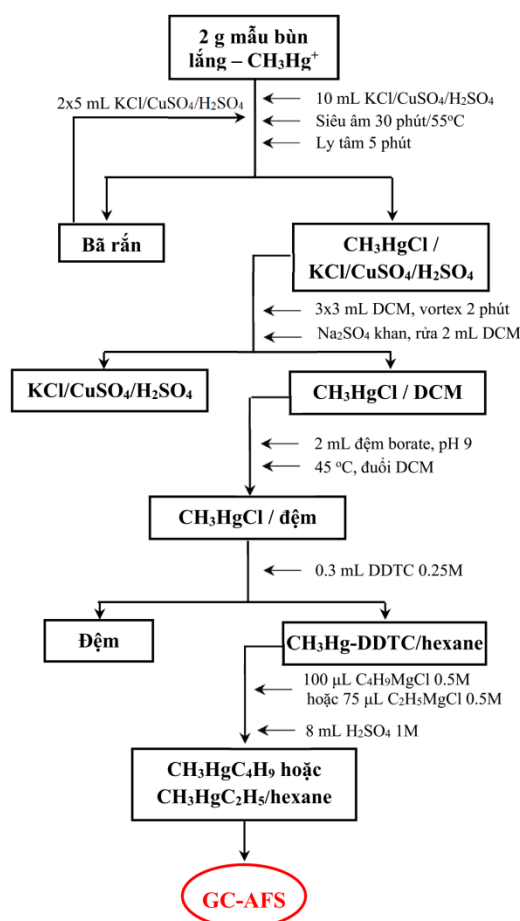 2 g mẫu bùn
lắng – CH₃Hg⁺
2x5 mL KCl/CuSO₄/H₂SO₄
10 mL KCl/CuSO₄/H₂SO₄
Siêu âm 30 phút/55°C
Ly tâm 5 phút
Bã rắn
CH₃HgCl /
KCl/CuSO₄/H₂SO₄
3x3 mL DCM, vortex 2 phút
Na₂SO₄ khan, rửa 2 mL DCM
KCl/CuSO₄/H₂SO₄
CH₃HgCl / DCM
2 mL đệm borate, pH 9
45 °C, đuổi DCM
CH₃HgCl / đệm
0.3 mL DDTC 0.25M
Đệm
CH₃Hg-DDTC/hexane
100 µL C₄H₉MgCl 0.5M
hoặc 75 µL C₂H₅MgCl 0.5M
8 mL H₂SO₄ 1M
CH₃HgC₄H₉ hoặc
CH₃HgC₂H₅/hexane
GC-AFS